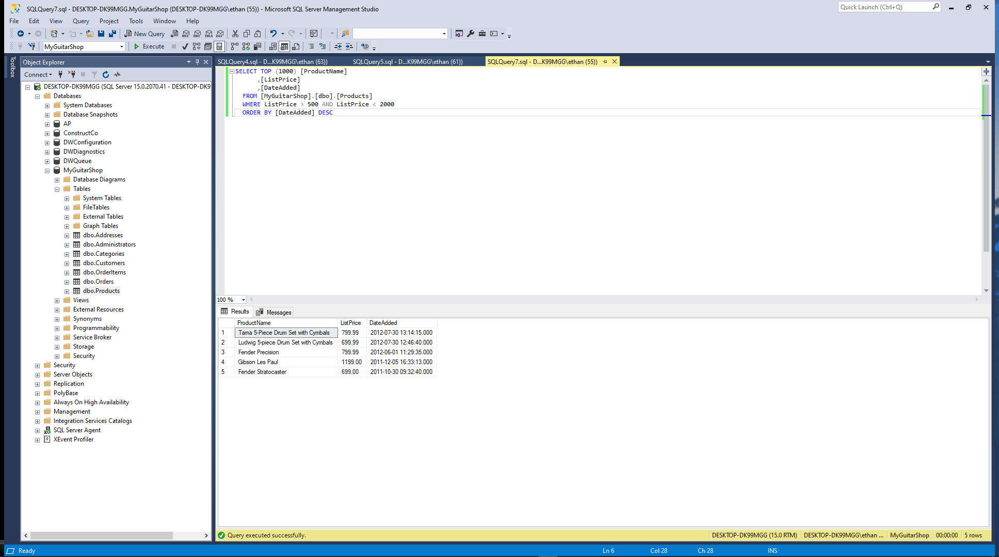 SQLQuery7.sql - DESKTOP-DK99MGG.MyGuitarShop (DESKTOP-DK99MGG\ethan (55)) - Microsoft SQL Server Management Studio
Quick Launch (Ctrl+Q)
File Edit View Query Project Tools Window Help
New Query
MDX DMX XMLA DAX
MyGuitarShop
Execute
Toolbox
Object Explorer
Connect
DESKTOP-DK99MGG (SQL Server 15.0.2070.41 - DESKTOP-DK9
Databases
System Databases
Database Snapshots
AP
ConstructCo
DWConfiguration
DWDiagnostics
DWQueue
MyGuitarShop
Database Diagrams
Tables
System Tables
FileTables
External Tables
Graph Tables
dbo.Addresses
dbo.Administrators
dbo.Categories
dbo.Customers
dbo.OrderItems
dbo.Orders
dbo.Products
Views
External Resources
Synonyms
Programmability
Service Broker
Storage
Security
Security
Server Objects
Replication
PolyBase
Always On High Availability
Management
Integration Services Catalogs
SQL Server Agent
XEvent Profiler
SQLQuery4.sql - D...K99MGG\ethan (63))
SQLQuery5.sql - D...K99MGG\ethan (61))
SQLQuery7.sql - D...K99MGG\ethan (55))
SELECT TOP (1000) [ProductName]
,[ListPrice]
,[DateAdded]
FROM [MyGuitarShop].[dbo].[Products]
WHERE ListPrice > 500 AND ListPrice < 2000
ORDER BY [DateAdded] DESC
100 %
Results Messages
ProductName ListPrice DateAdded
1 Tama 5-Piece Drum Set with Cymbals 799.99 2012-07-30 13:14:15.000
2 Ludwig 5-piece Drum Set with Cymbals 699.99 2012-07-30 12:46:40.000
3 Fender Precision 799.99 2012-06-01 11:29:35.000
4 Gibson Les Paul 1199.00 2011-12-05 16:33:13.000
5 Fender Stratocaster 699.00 2011-10-30 09:32:40.000
Query executed successfully.
DESKTOP-DK99MGG (15.0 RTM) DESKTOP-DK99MGG\ethan ... MyGuitarShop 00:00:00 5 rows
Ready Ln 6 Col 28 Ch 28 INS